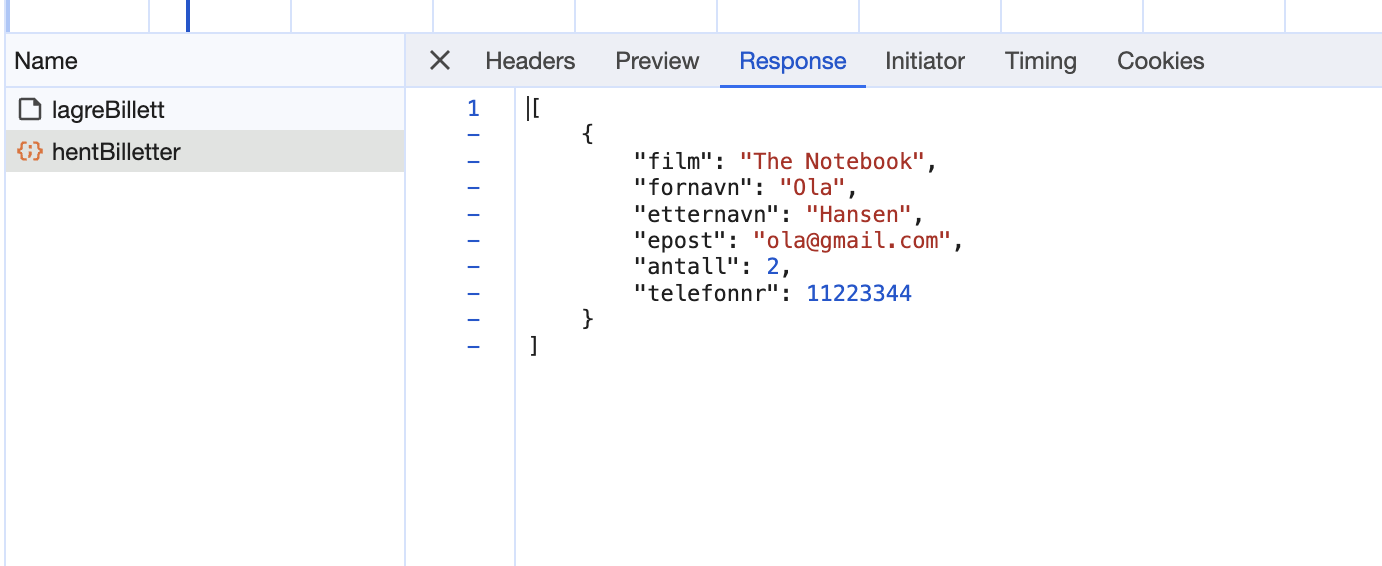 Name
Headers Preview Response Initiator Timing Cookies
lagreBillett
hentBilletter
1 [
- {
- "film": "The Notebook",
- "fornavn": "Ola",
- "etternavn": "Hansen",
- "epost": "ola@gmail.com",
- "antall": 2,
- "telefonnr": 11223344
- }
- ]